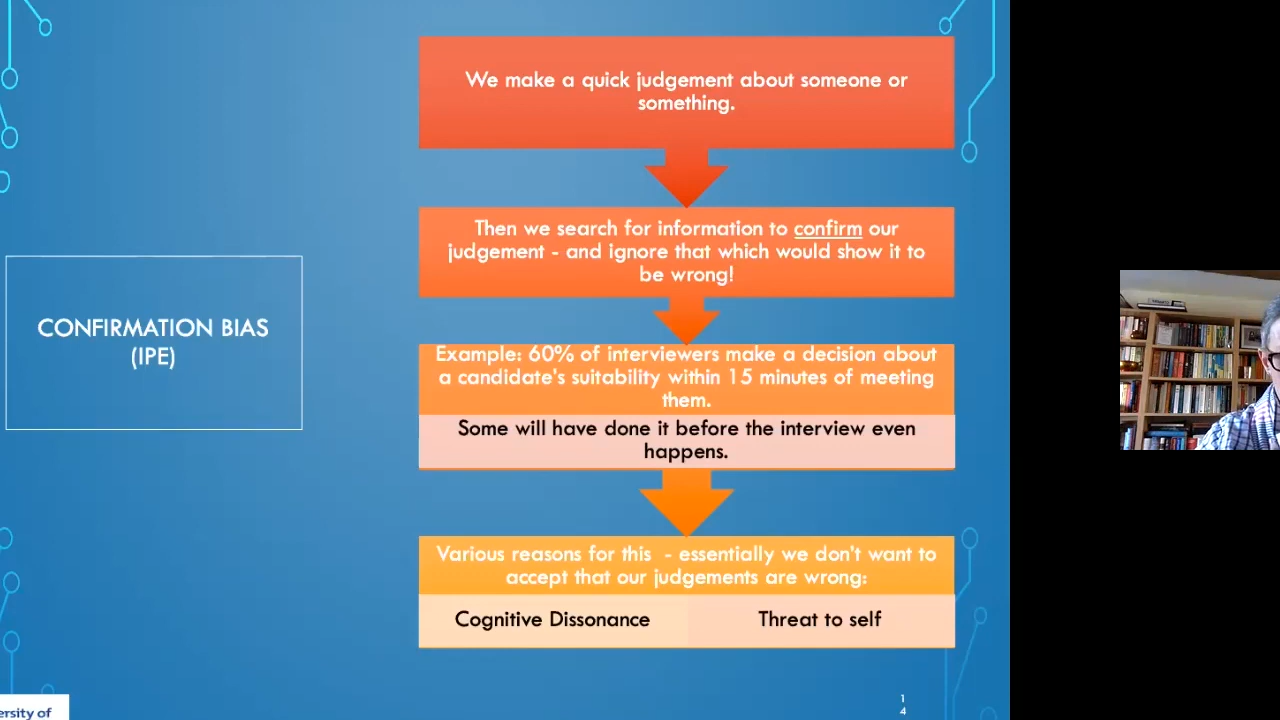 We make a quick judgement about someone or
something.
Then we search for information to confirm our
judgement - and ignore that which would show it to
be wrong!
CONFIRMATION BIAS
(IPE)
Example: 60% of interviewers make a decision about
a candidate's suitability within 15 minutes of meeting
them.
Some will have done it before the interview even
happens.
Various reasons for this - essentially we don't want to
accept that our judgements are wrong:
Cognitive Dissonance
Threat to self
ersity of
1
4